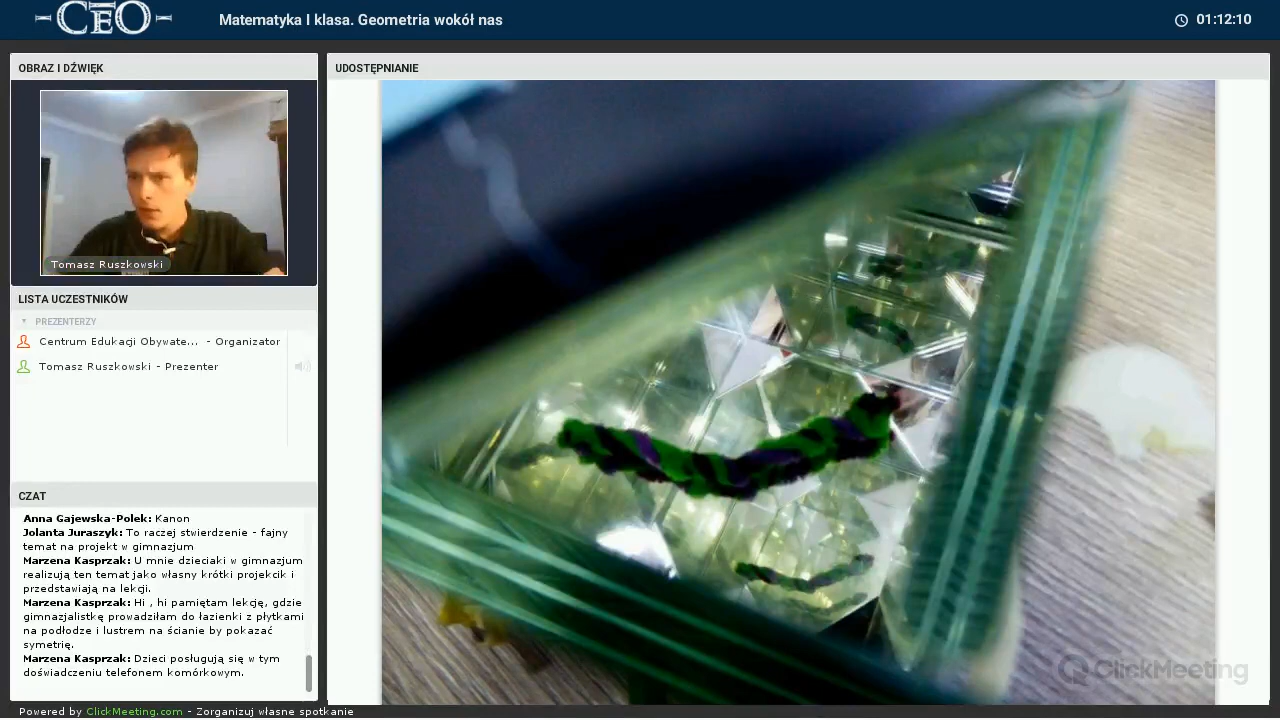 CEO
Matematyka I klasa. Geometria wokół nas
01:12:10
OBRAZ I DŹWIĘK
Tomasz Ruszkowski
LISTA UCZESTNIKÓW
PREZENTERZY
Centrum Edukacji Obywate... - Organizator
Tomasz Ruszkowski - Prezenter
CZAT
Anna Gajewska-Polek: Kanon
Jolanta Juraszyk: To raczej stwierdzenie - fajny
temat na projekt w gimnazjum
Marzena Kasprzak: U mnie dzieciaki w gimnazjum
realizują ten temat jako własny krótki projekcik i
przedstawiają na lekcji.
Marzena Kasprzak: Hi , hi pamiętam lekcję, gdzie
gimnazjalistkę prowadziłam do łazienki z płytkami
na podłodze i lustrem na ścianie by pokazać
symetrię.
Marzena Kasprzak: Dzieci posługują się w tym
doświadczeniu telefonem komórkowym.
Powered by ClickMeeting.com - Zorganizuj własne spotkanie
UDOSTĘPNIANIE
ClickMeeting